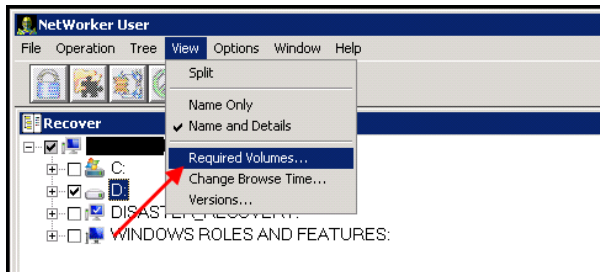 NetWorker User
File Operation Tree View Options Window Help
Split
Name Only
Name and Details
Required Volumes...
Change Browse Time...
Versions...
Recover
C:
D:
DISASTER_RECOVERY:
WINDOWS ROLES AND FEATURES: